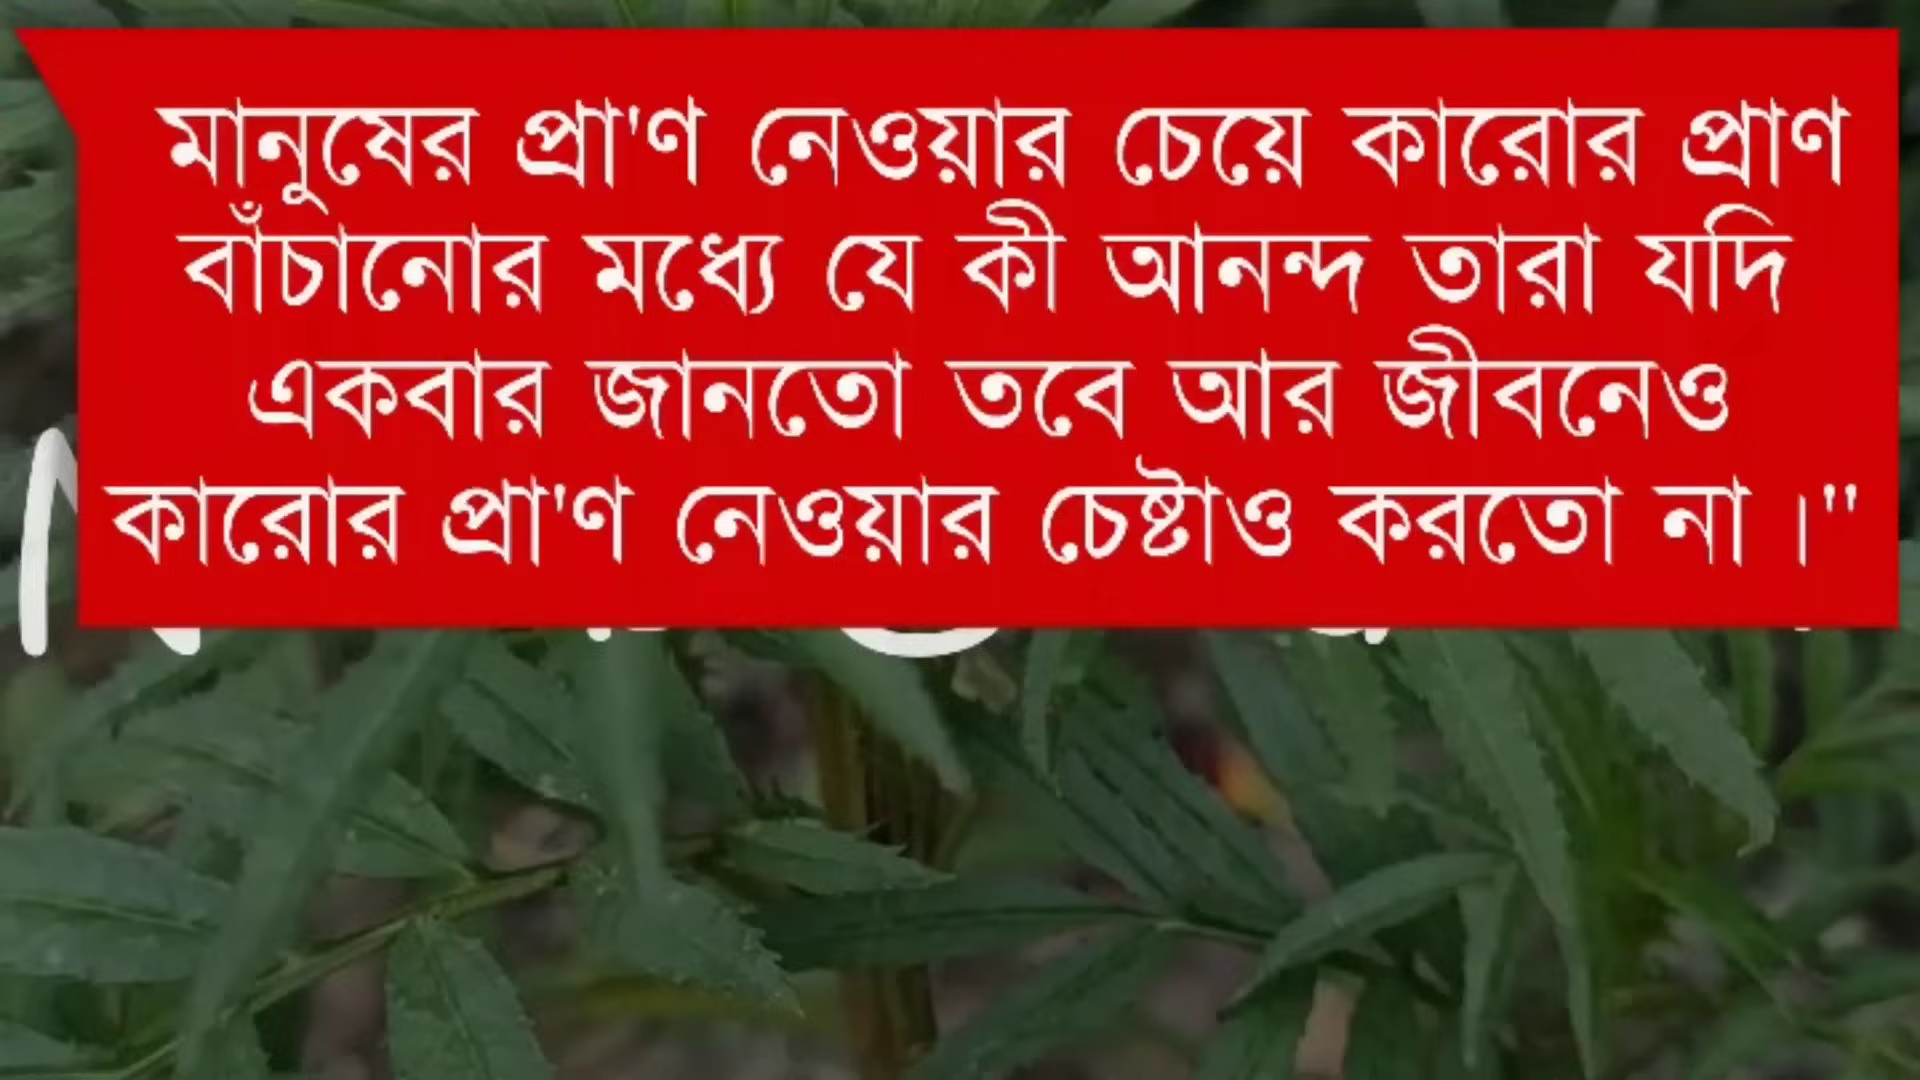 মানুষের প্রা'ণ নেওয়ার চেয়ে কারোর প্রাণ
বাঁচানোর মধ্যে যে কী আনন্দ তারা যদি
একবার জানতো তবে আর জীবনেও
কারোর প্রা'ণ নেওয়ার চেষ্টাও করতো না ।"